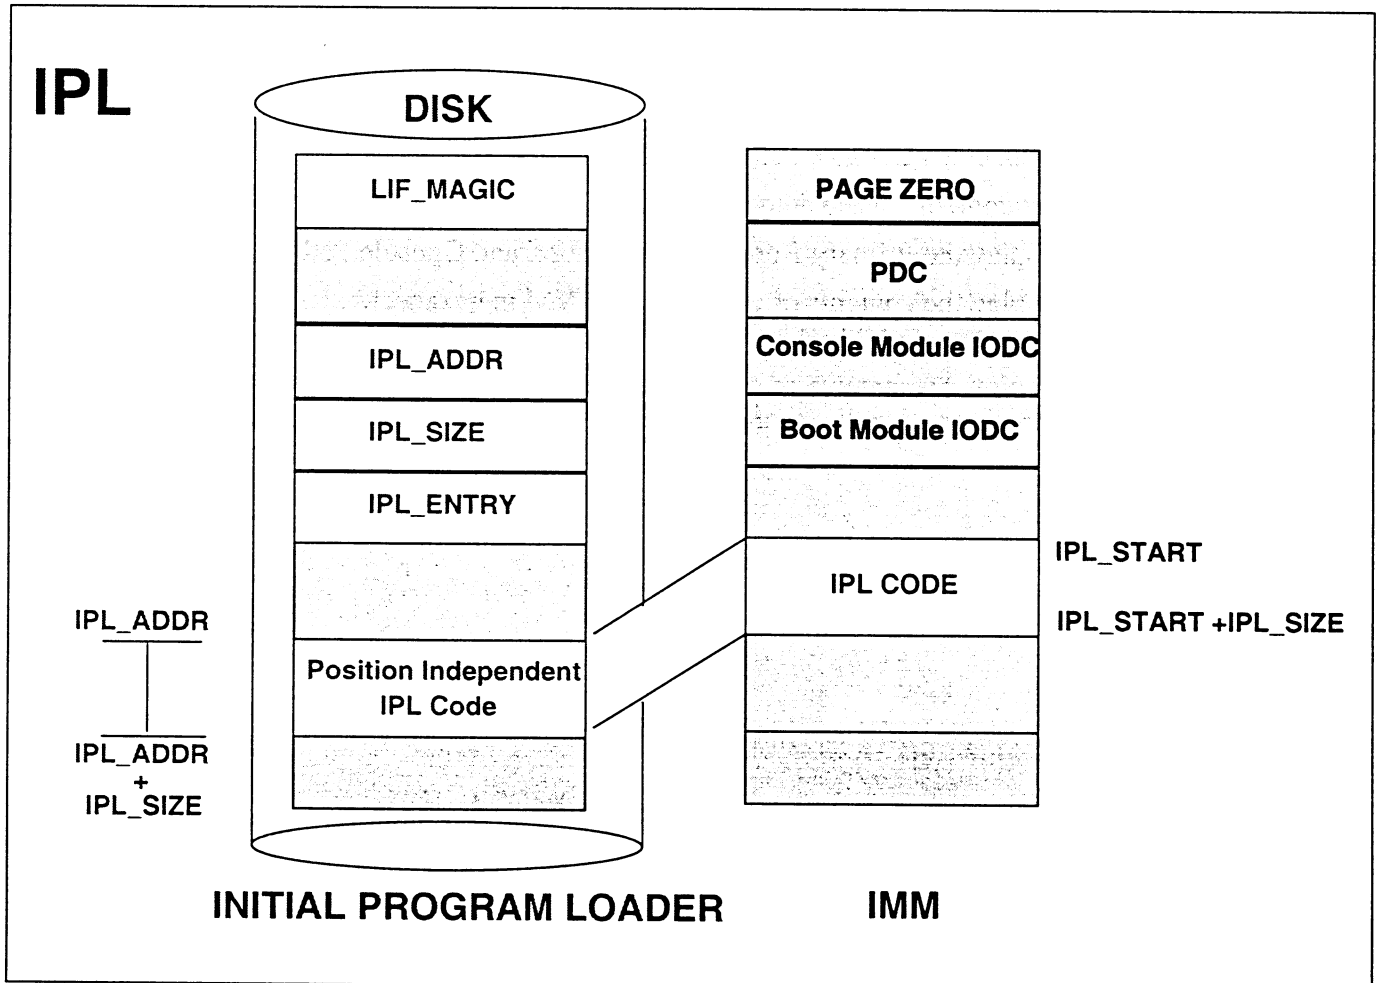 IPL
DISK
LIF_MAGIC
IPL_ADDR
IPL_SIZE
IPL_ENTRY
Position Independent
IPL Code
IPL_ADDR
IPL_ADDR
+
IPL_SIZE
PAGE ZERO
PDC
Console Module IODC
Boot Module IODC
IPL CODE
IPL_START
IPL_START +IPL_SIZE
INITIAL PROGRAM LOADER
IMM